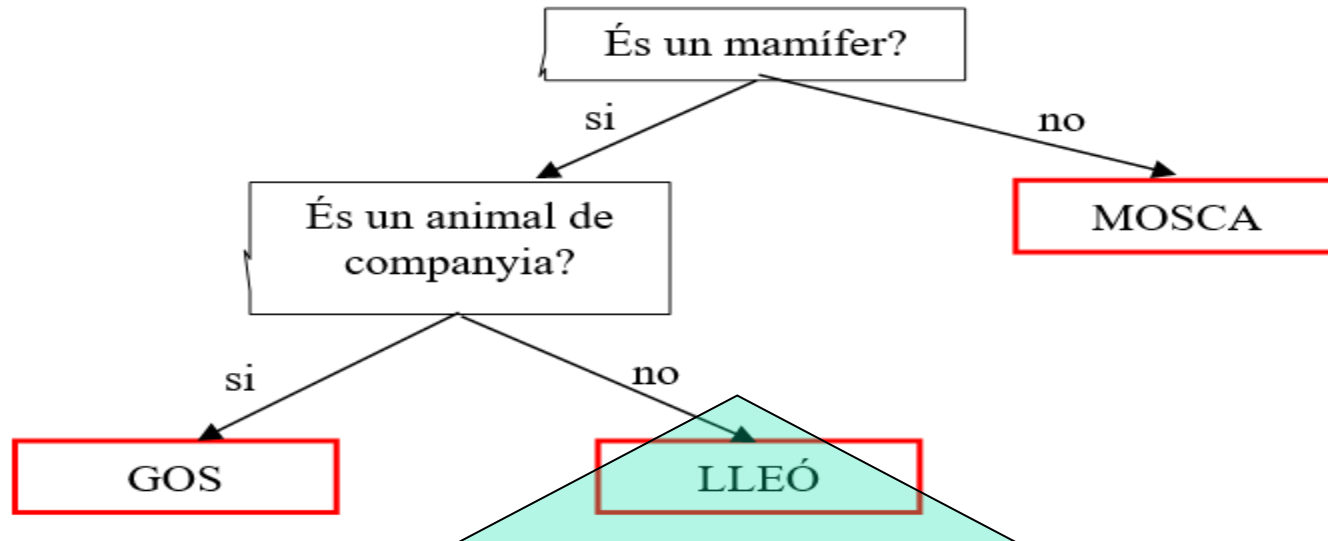 És un mamífer?
si
no
És un animal de
companyia?
MOSCA
si
no
GOS
LLEÓ